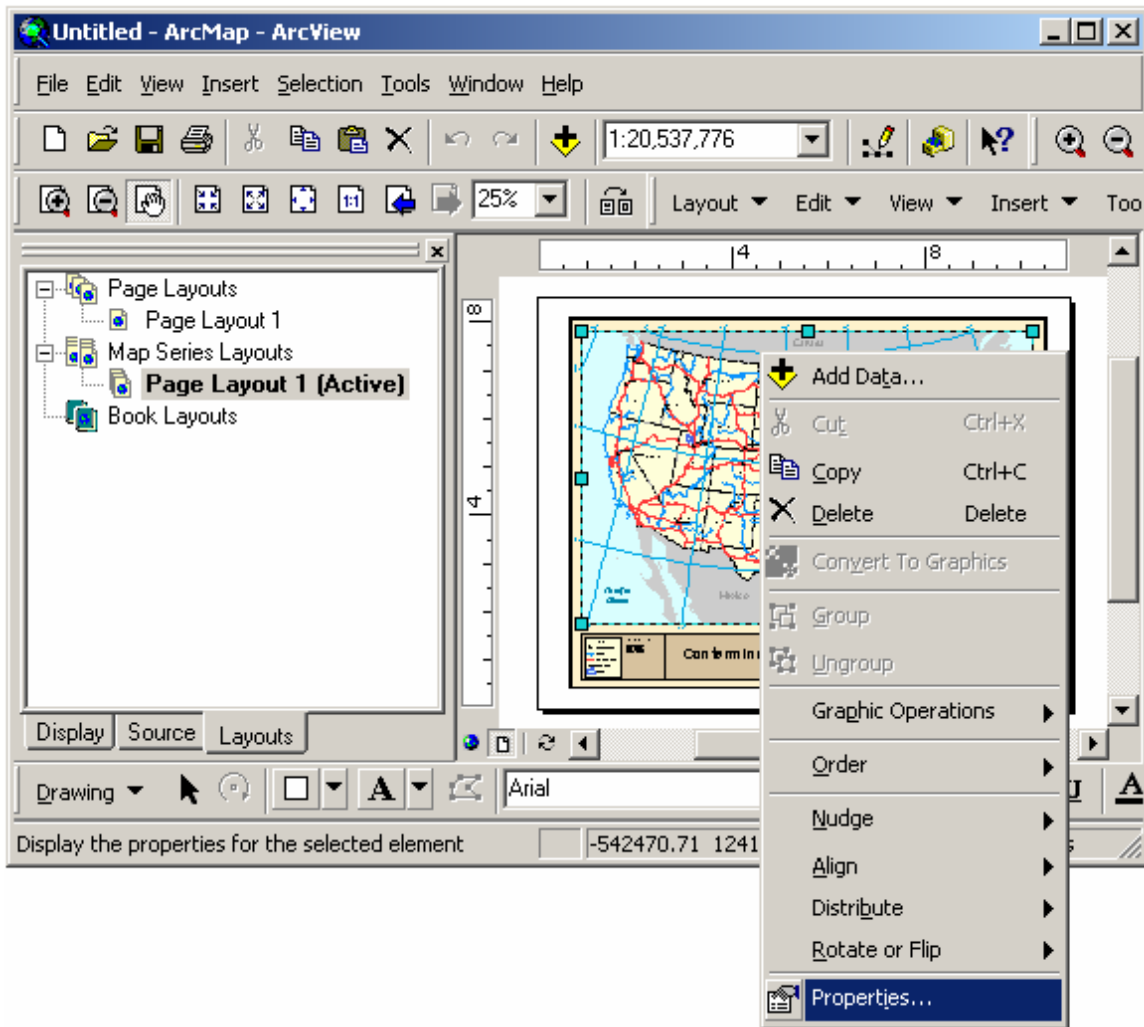 Untitled - ArcMap - ArcView
File Edit View Insert Selection Tools Window Help
1:20,537,776
1:1 25% Layout Edit View Insert Too
4 8
Page Layouts
Page Layout 1
Map Series Layouts
Page Layout 1 (Active)
Book Layouts
8
4
Mexico
Add Data...
Cut Ctrl+X
Copy Ctrl+C
Delete Delete
Convert To Graphics
Group
Ungroup
Graphic Operations
Order
Nudge
Align
Distribute
Rotate or Flip
Properties...
Display Source Layouts
Drawing A Arial U A
Display the properties for the selected element -542470.71 1241